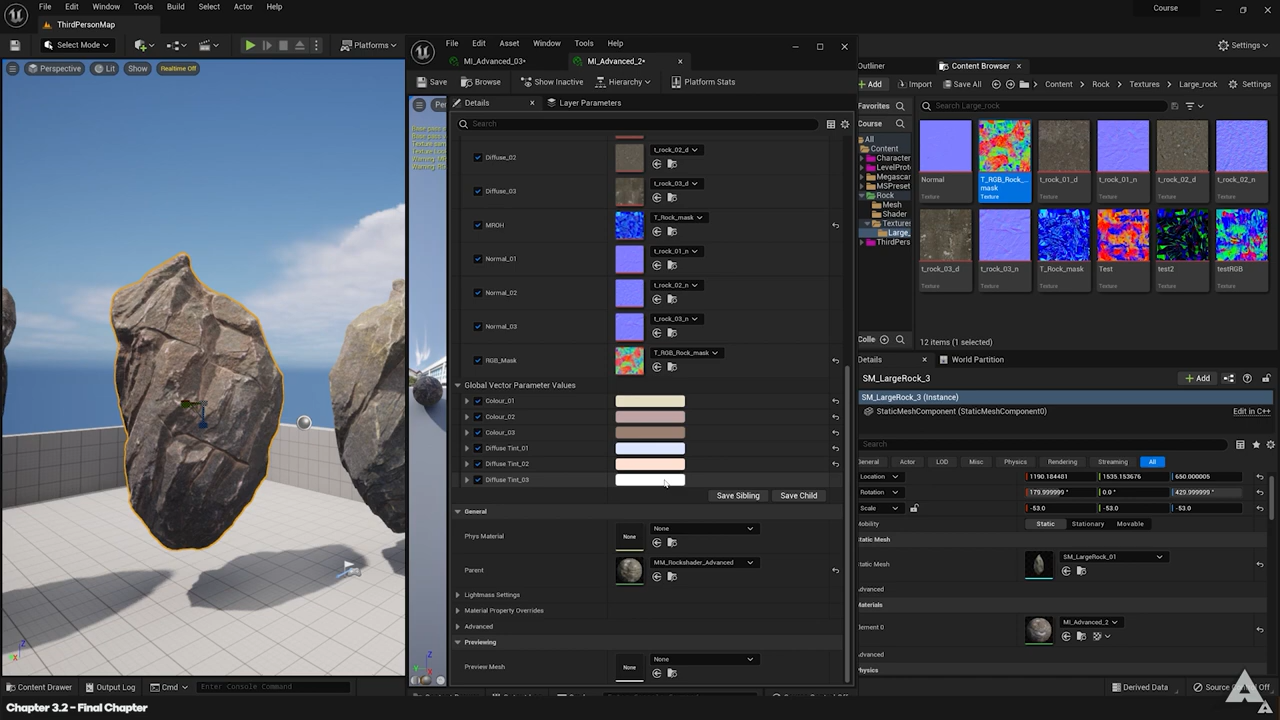 File Edit Window Tools Build Select Actor Help
Course
ThirdPersonMap
Select Mode
Platforms
Settings
File Edit Asset Window Tools Help
MI_Advanced_03*
MI_Advanced_2*
Save
Browse
Show Inactive
Hierarchy
Platform Stats
Details
Layer Parameters
Search
Perspective
Lit
Show
Realtime Off
Diffuse_02
t_rock_02_d
Diffuse_03
t_rock_03_d
MROH
T_Rock_mask
Normal_01
t_rock_01_n
Normal_02
t_rock_02_n
Normal_03
t_rock_03_n
RGB_Mask
T_RGB_Rock_mask
Global Vector Parameter Values
Colour_01
Colour_02
Colour_03
Diffuse Tint_01
Diffuse Tint_02
Diffuse Tint_03
Save Sibling
Save Child
General
Phys Material
None
None
Parent
MM_Rockshader_Advanced
Lightmass Settings
Material Property Overrides
Advanced
Previewing
Preview Mesh
None
None
Outliner
Content Browser
Add
Import
Save All
Content
Rock
Textures
Large_rock
Settings
Favorites
Search Large_rock
Course
All
Content
Character
LevelProto
Megascan
MSPreset
Rock
Mesh
Shader
Textures
Large_
ThirdPers
Normal
Texture
T_RGB_Rock_
mask
Texture
t_rock_01_d
Texture
t_rock_01_n
Texture
t_rock_02_d
Texture
t_rock_02_n
Texture
t_rock_03_d
Texture
t_rock_03_n
Texture
T_Rock_mask
Texture
Test
Texture
test2
Texture
testRGB
Texture
Colle
12 items (1 selected)
Details
World Partition
SM_LargeRock_3
Add
SM_LargeRock_3 (Instance)
StaticMeshComponent (StaticMeshComponent0)
Edit in C++
Search
General
Actor
LOD
Misc
Physics
Rendering
Streaming
All
Location
1190.184481
1535.153676
650.000005
Rotation
179.999999 °
0.0 °
429.999999 °
Scale
-53.0
-53.0
-53.0
Mobility
Static
Stationary
Movable
Static Mesh
Static Mesh
SM_LargeRock_01
Advanced
Materials
Element 0
MI_Advanced_2
Advanced
Physics
Content Drawer
Output Log
Cmd
Enter Console Command
Derived Data
Source
Off
Chapter 3.2 - Final Chapter